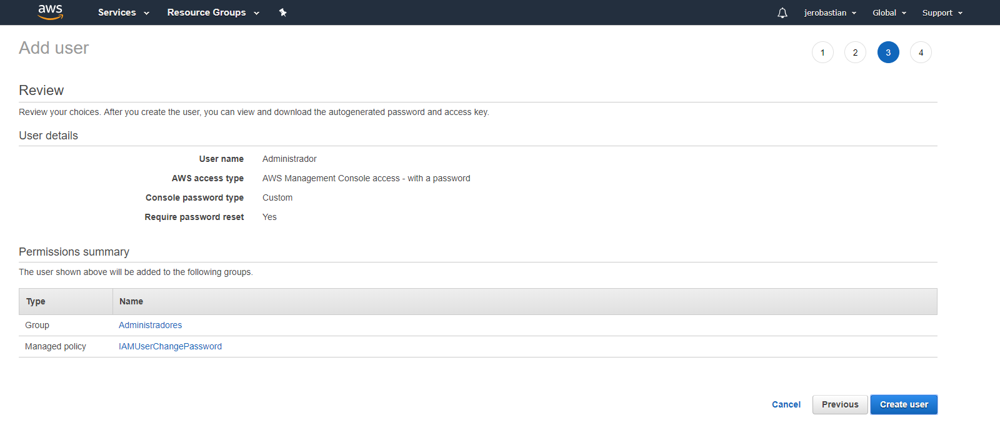 aws Services Resource Groups jerobastian Global Support
Add user
1 2 3 4
Review
Review your choices. After you create the user, you can view and download the autogenerated password and access key.
User details
User name Administrador
AWS access type AWS Management Console access - with a password
Console password type Custom
Require password reset Yes
Permissions summary
The user shown above will be added to the following groups.
Type Name
Group Administradores
Managed policy IAMUserChangePassword
Cancel Previous Create user